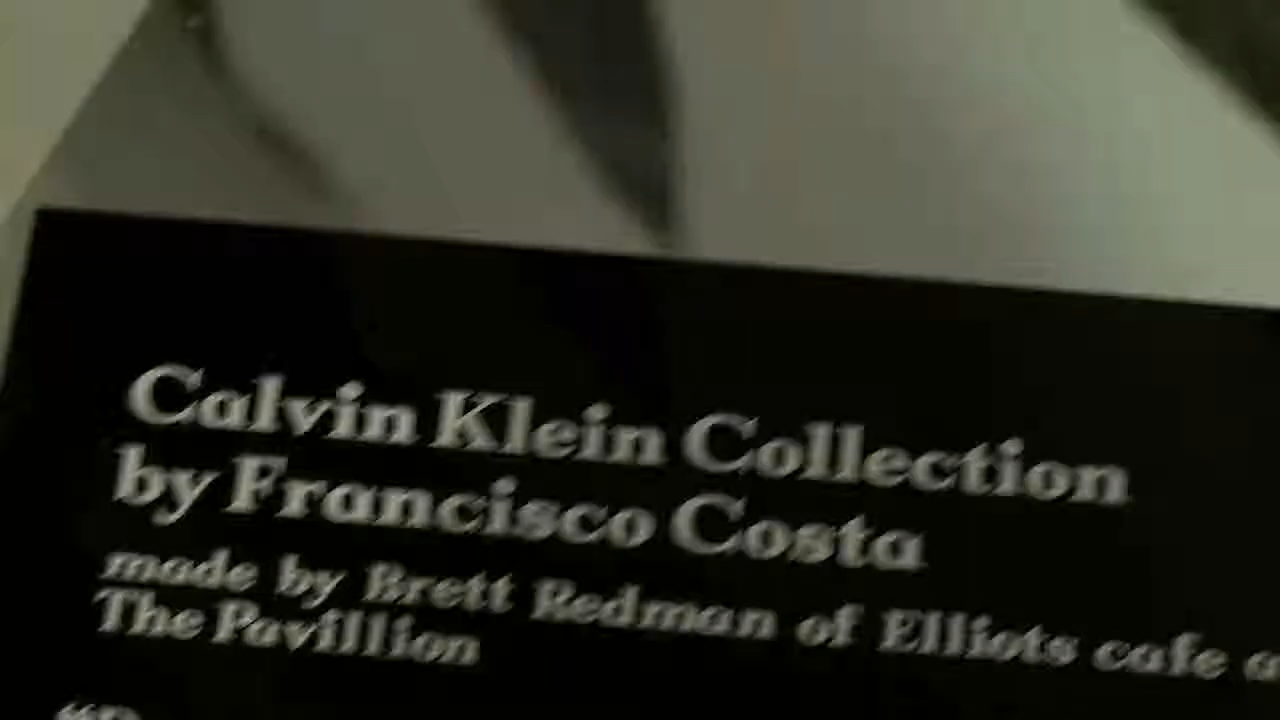 Calvin Klein Collection
by Francisco Costa
made by Brett Redman of Elliots cafe
The Pavillion